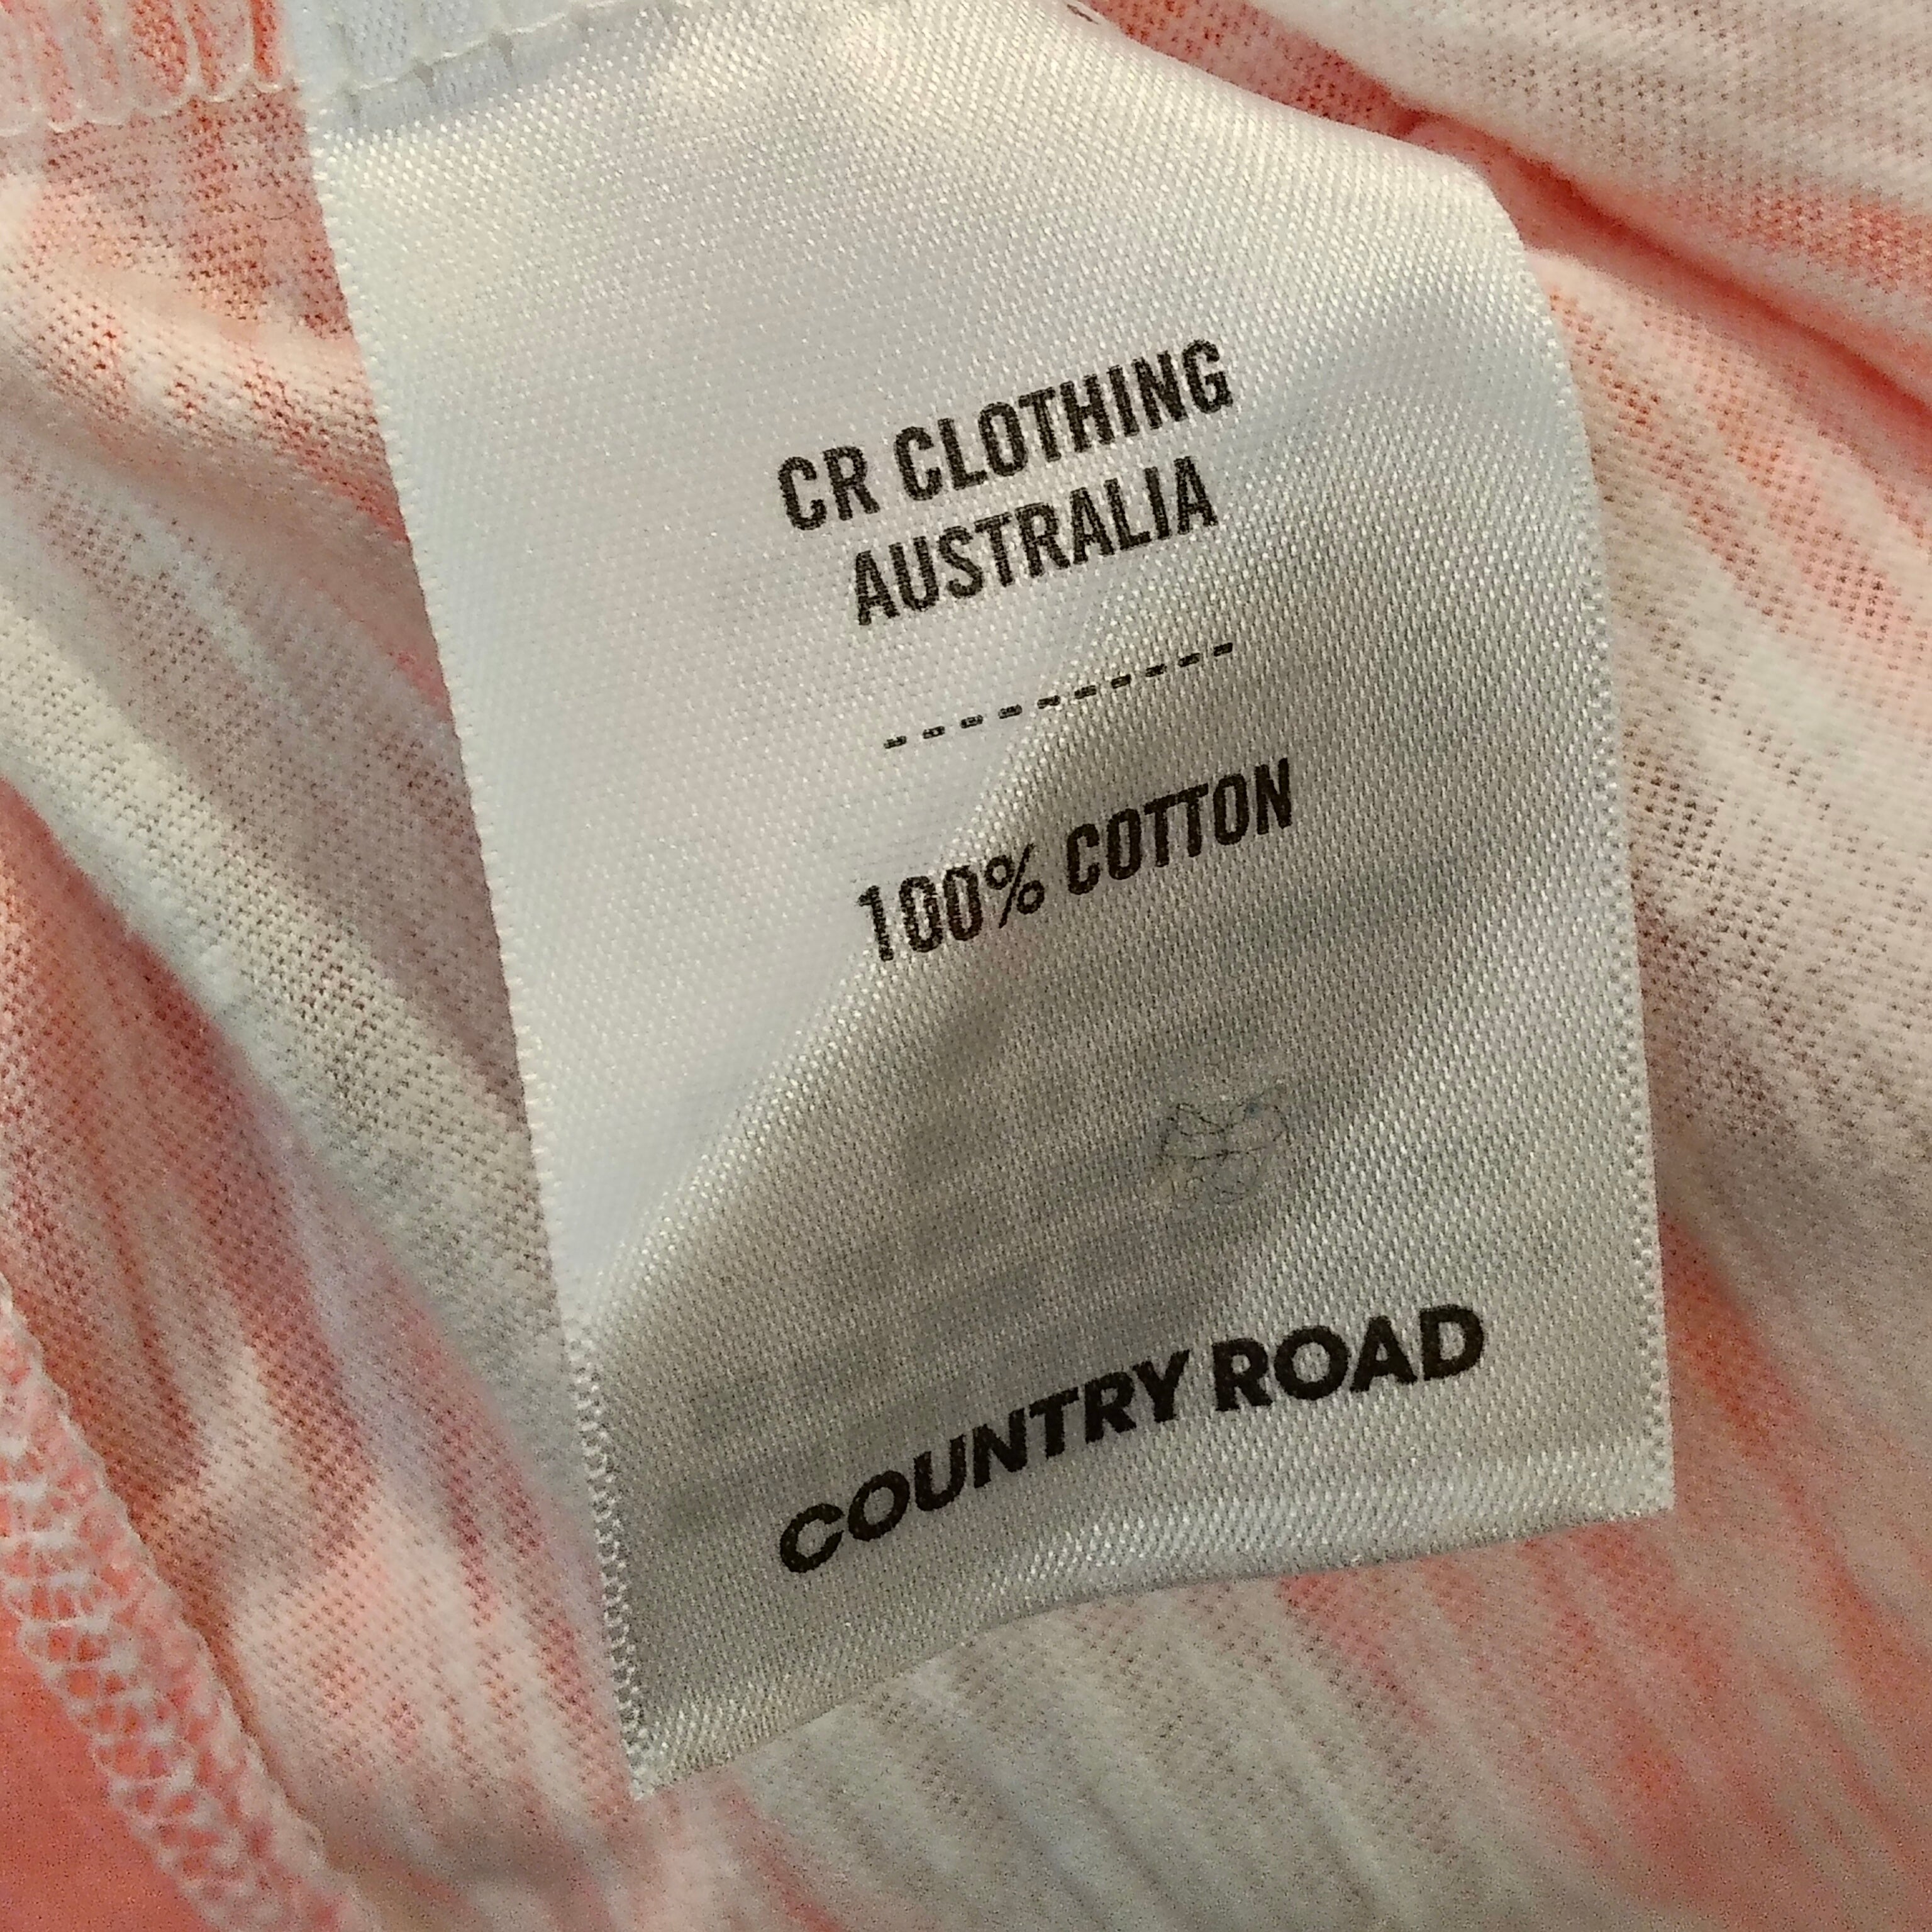 CR CLOTHING
AUSTRALIA
----------
100% COTTON
COUNTRY ROAD